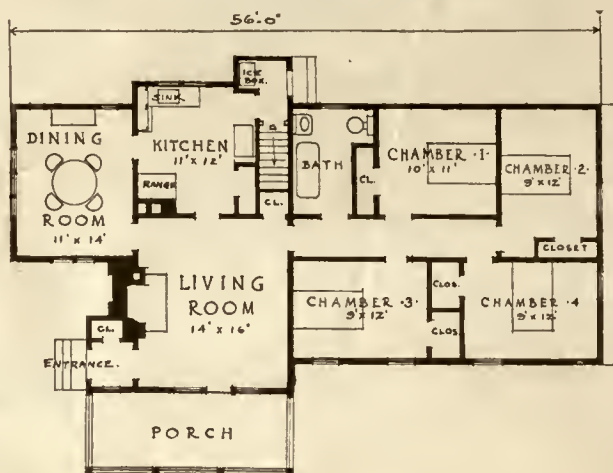 56'-0"
ICE
BOX.
SINK
DINING
KITCHEN
11' x 12'
RANGE
ROOM
11' x 14'
CL.
BATH
CL.
CHAMBER ·1·
10' x 11'
CHAMBER ·2·
9' x 12'
CLOSET
LIVING
ROOM
14' x 16'
CHAMBER ·3·
9' x 12'
CLOS.
CLOS.
CHAMBER ·4
9' x 12'
CL.
ENTRANCE.
PORCH